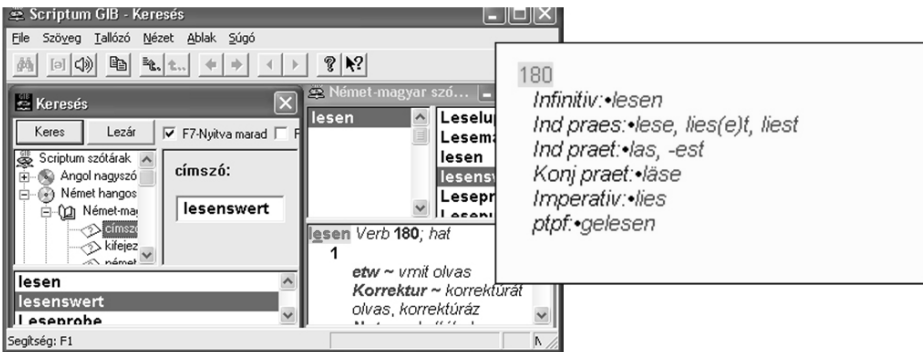 Scriptum GIB - Keresés
File Szöveg Tallózó Nézet Ablak Súgó
Keresés
Keres Lezár F7-Nyitva marad F
Scriptum szótárak
Angol nagyszó
Német hangos
Német-ma
címszó
kifejez
német
címszó:
lesenswert
lesen
lesenswert
Leseprobe
Segítség: F1
Német-magyar szó...
lesen
Leselu
Lesema
lesen
lesensw
Lesepr
lesen Verb 180; hat
1
etw ~ vmit olvas
Korrektur ~ korrektúrát
olvas, korrektúráz
180
Infinitiv:•lesen
Ind praes:•lese, lies(e)t, liest
Ind praet:•las, -est
Konj praet:•läse
Imperativ:•lies
ptpf:•gelesen